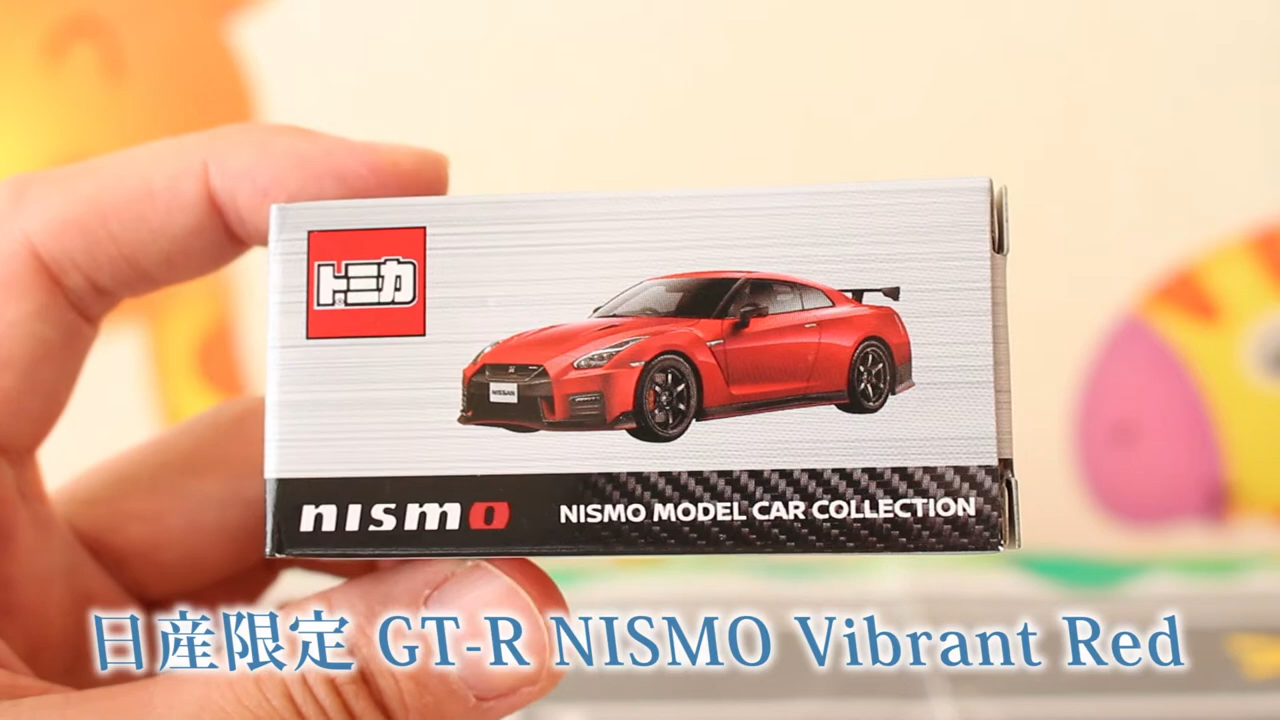 トミカ
NISSAN
nismo
NISMO MODEL CAR COLLECTION
日産限定 GT-R NISMO Vibrant Red